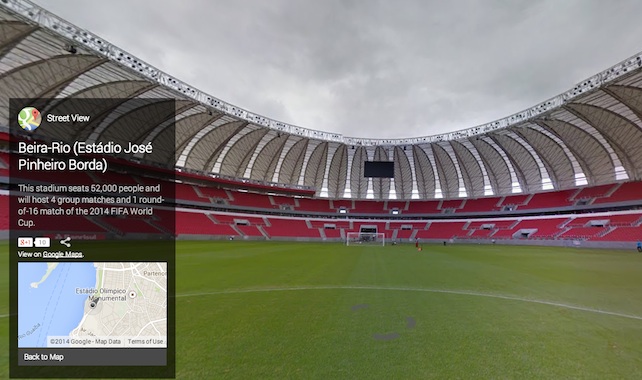 Street View
Beira-Rio (Estádio José
Pinheiro Borda)
This stadium seats 52,000 people and
will host 4 group matches and 1 round-
of-16 match of the 2014 FIFA World
Cup.
g+1 10
View on Google Maps.
Partenon
Estádio Olímpico
Monumental
©2014 Google - Map Data
Terms of Use
Back to Map